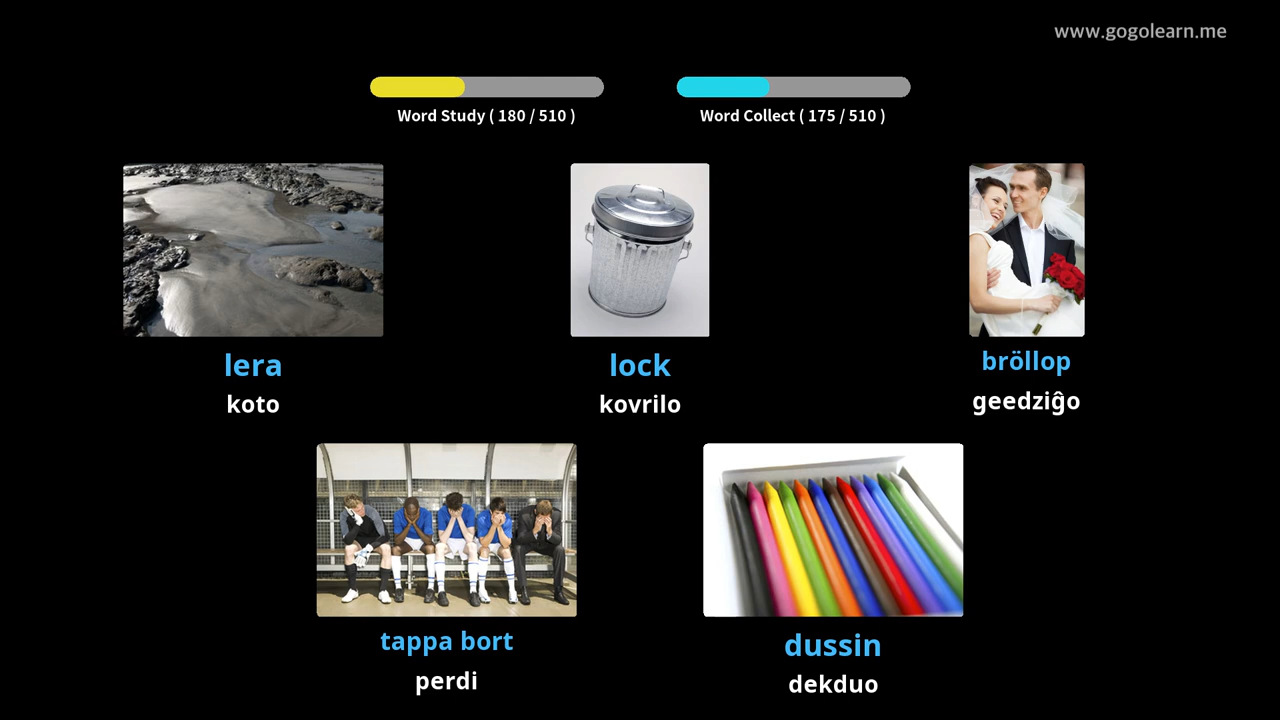 www.gogolearn.me
Word Study ( 180 / 510 )
Word Collect ( 175 / 510 )
lera
koto
lock
kovrilo
bröllop
geedziĝo
tappa bort
perdi
dussin
dekduo